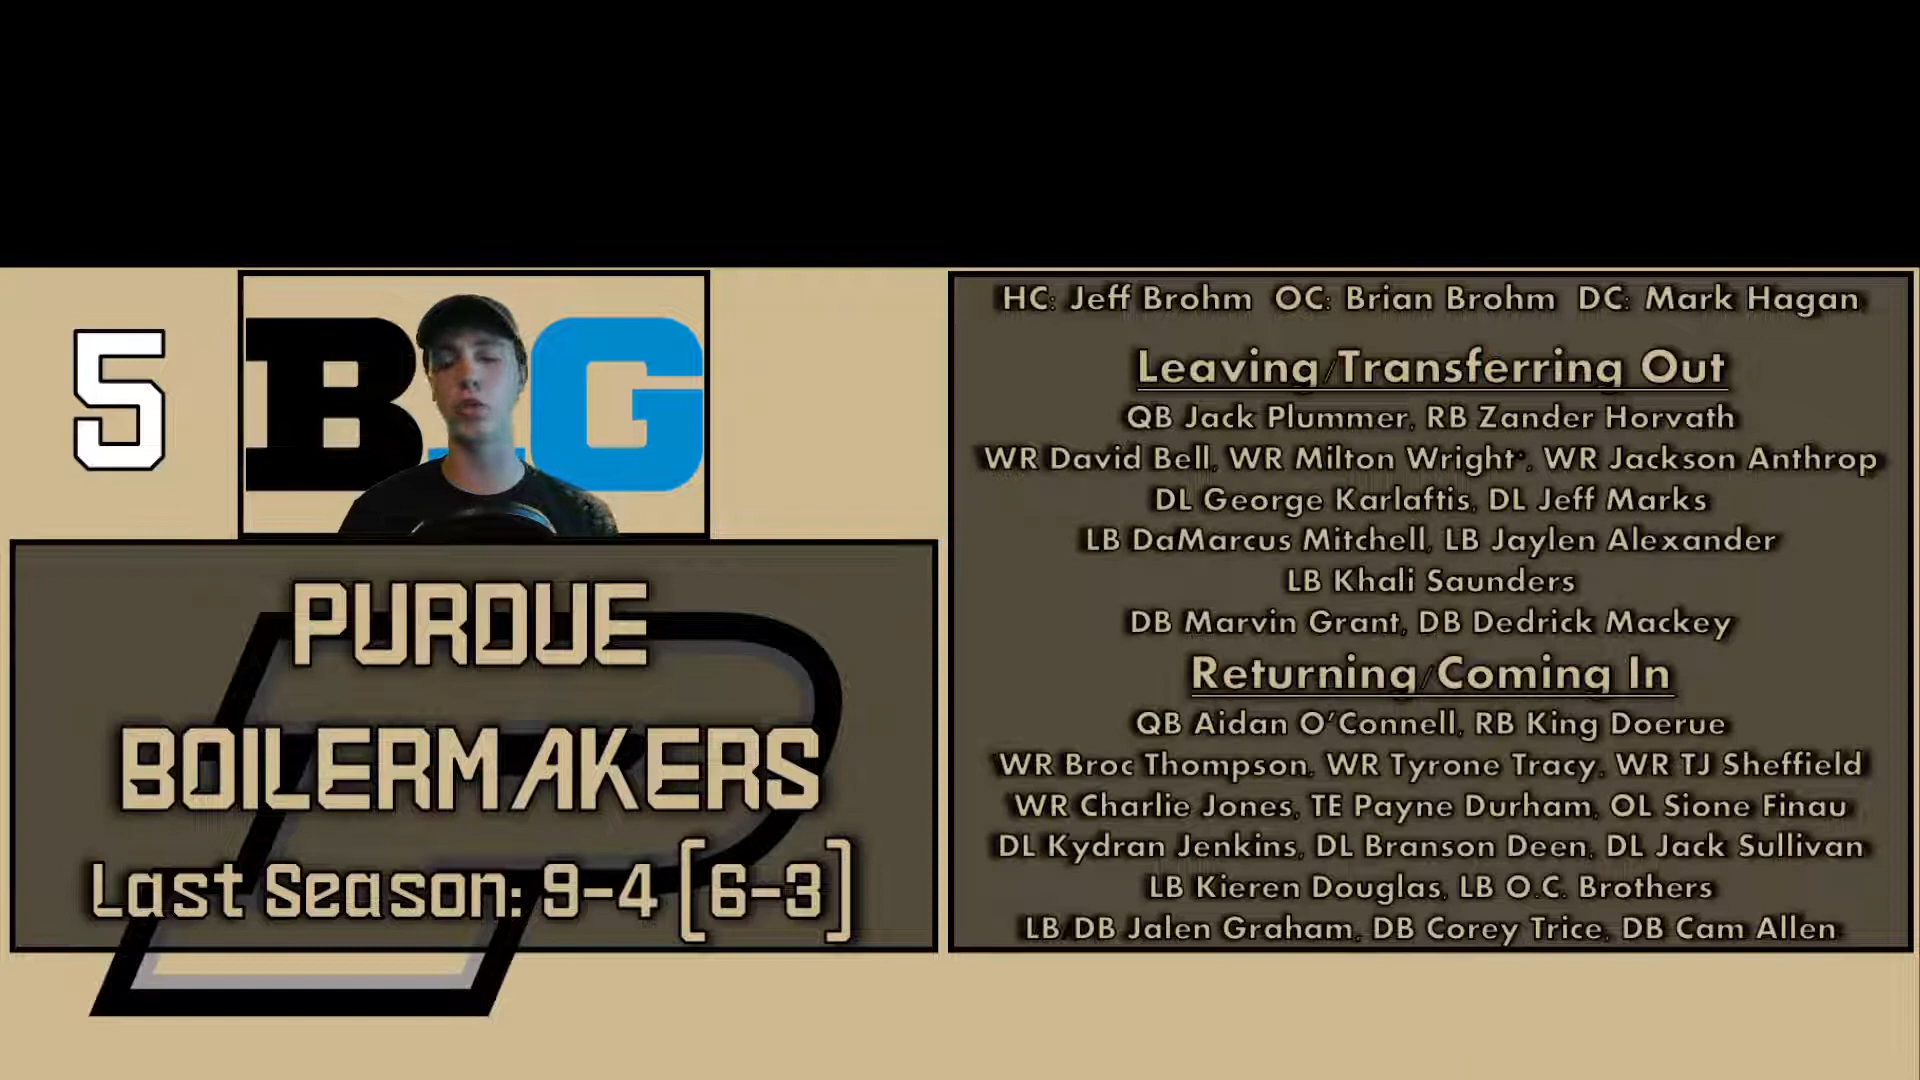 5
B1G
PURDUE
BOILERMAKERS
Last Season: 9-4 [6-3]
HC: Jeff Brohm OC: Brian Brohm DC: Mark Hagan
Leaving/Transferring Out
QB Jack Plummer, RB Zander Horvath
WR David Bell, WR Milton Wright*, WR Jackson Anthrop
DL George Karlaftis, DL Jeff Marks
LB DaMarcus Mitchell, LB Jaylen Alexander
LB Khali Saunders
DB Marvin Grant, DB Dedrick Mackey
Returning/Coming In
QB Aidan O'Connell, RB King Doerue
WR Broc Thompson, WR Tyrone Tracy, WR TJ Sheffield
WR Charlie Jones, TE Payne Durham, OL Sione Finau
DL Kydran Jenkins, DL Branson Deen, DL Jack Sullivan
LB Kieren Douglas, LB O.C. Brothers
LB/DB Jalen Graham, DB Corey Trice, DB Cam Allen